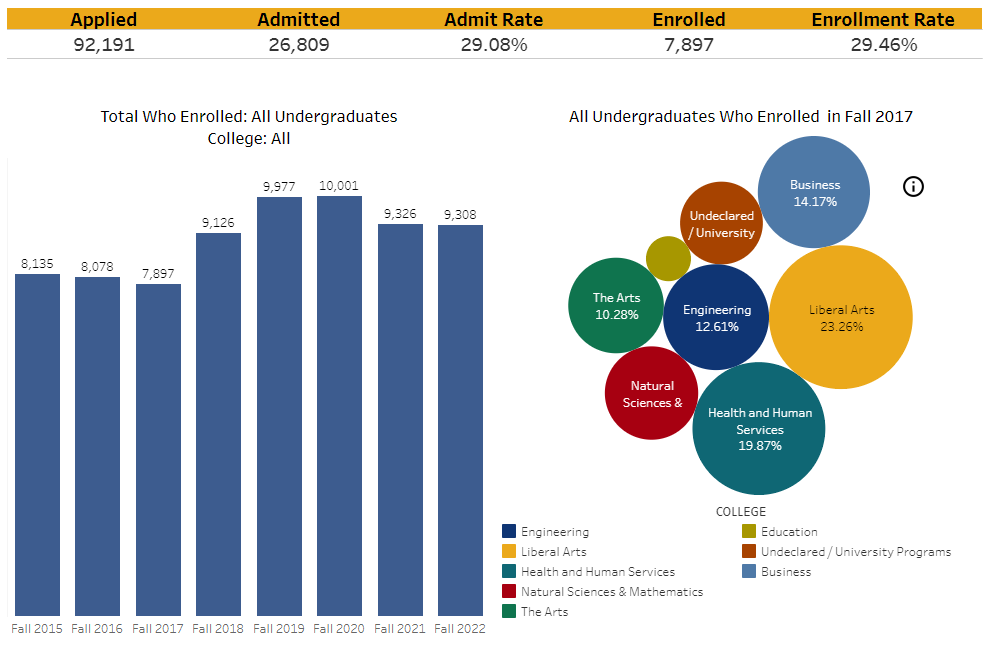 Applied Admitted Admit Rate Enrolled Enrollment Rate
92,191 26,809 29.08% 7,897 29.46%
Total Who Enrolled: All Undergraduates
College: All
8,135
8,078
7,897
9,126
9,977
10,001
9,326
9,308
Fall 2015 Fall 2016 Fall 2017 Fall 2018 Fall 2019 Fall 2020 Fall 2021 Fall 2022
All Undergraduates Who Enrolled in Fall 2017
Business
14.17%
i
Undeclared
/ University
The Arts
10.28%
Engineering
12.61%
Liberal Arts
23.26%
Natural
Sciences &
Health and Human
Services
19.87%
COLLEGE
Engineering
Liberal Arts
Health and Human Services
Natural Sciences & Mathematics
The Arts
Education
Undeclared / University Programs
Business